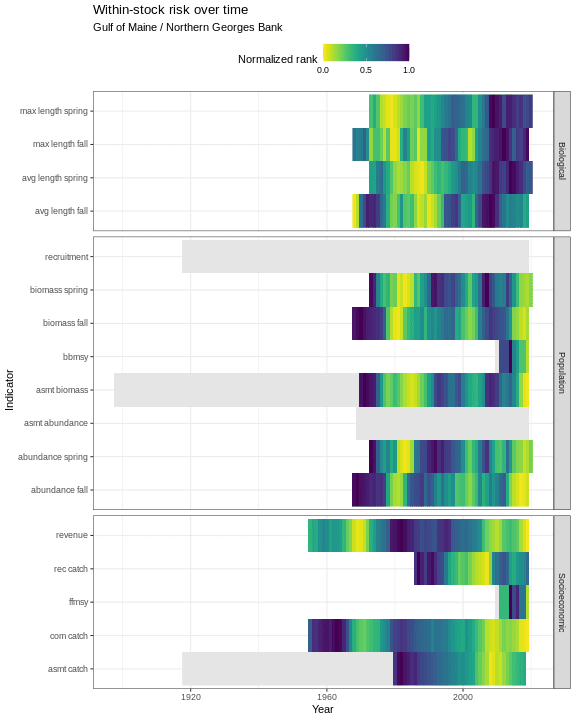 Within-stock risk over time
Gulf of Maine / Northern Georges Bank
Normalized rank
0.0 0.5 1.0
max length spring
max length fall
avg length spring
avg length fall
Biological
recruitment
biomass spring
biomass fall
bbmsy
asmt biomass
asmt abundance
abundance spring
abundance fall
Population
revenue
rec catch
ffmsy
com catch
asmt catch
Socioeconomic
Indicator
1920 1960 2000
Year